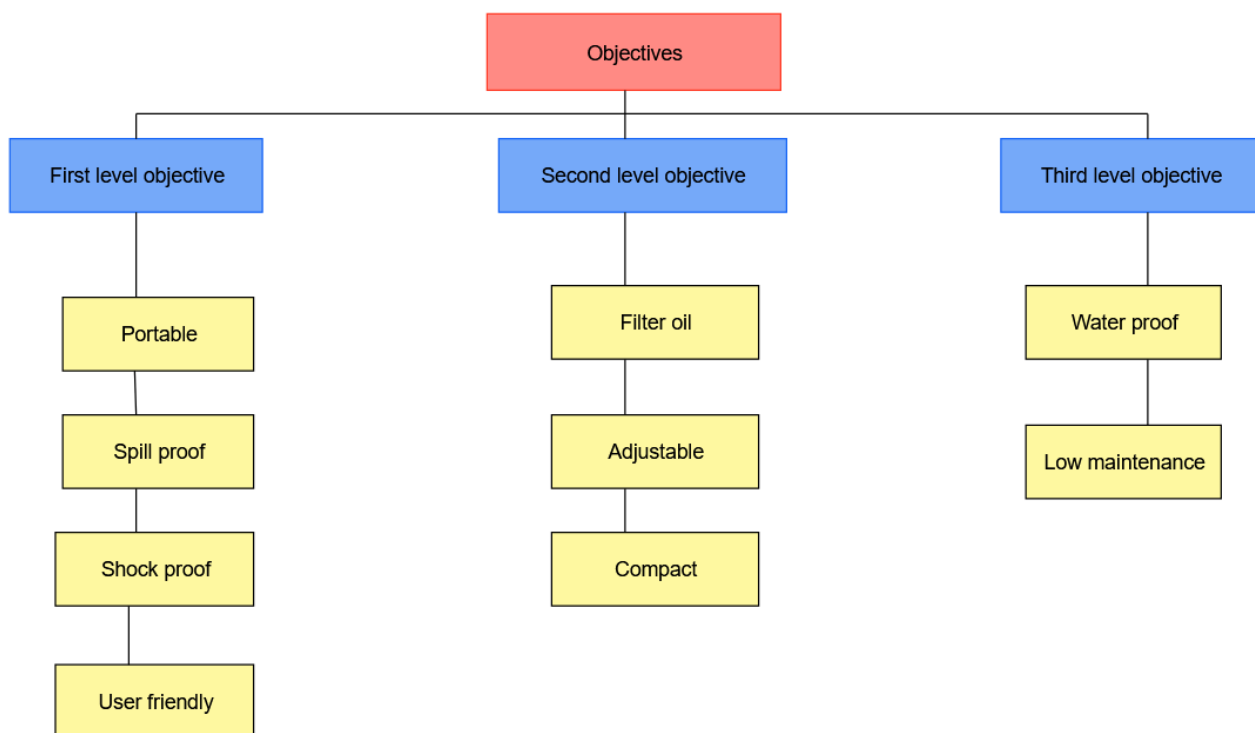 Objectives
First level objective
Second level objective
Third level objective
Portable
Spill proof
Shock proof
User friendly
Filter oil
Adjustable
Compact
Water proof
Low maintenance